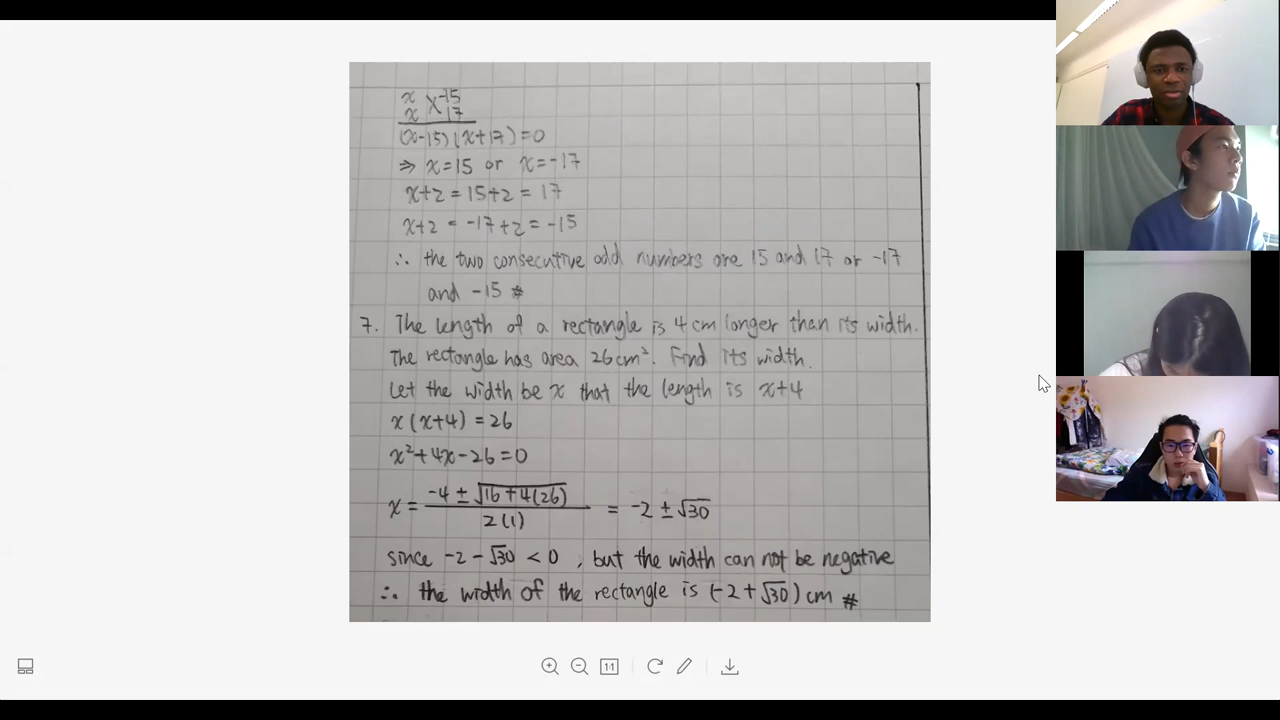 x -15
x 17
(x-15)(x+17)=0
⇒ x=15 or x=-17
x+2 = 15+2 = 17
x+2 = -17+2 = -15
∴ the two consecutive odd numbers are 15 and 17 or -17
and -15 #
7. The length of a rectangle is 4cm longer than its width.
The rectangle has area 26cm². Find its width.
Let the width be x that the length is x+4
x(x+4)=26
x²+4x-26=0
x = (-4 ± √(16+4(26))) / 2(1) = -2 ± √30
since -2-√30 < 0, but the width can not be negative
∴ the width of the rectangle is (-2+√30) cm #
1:1